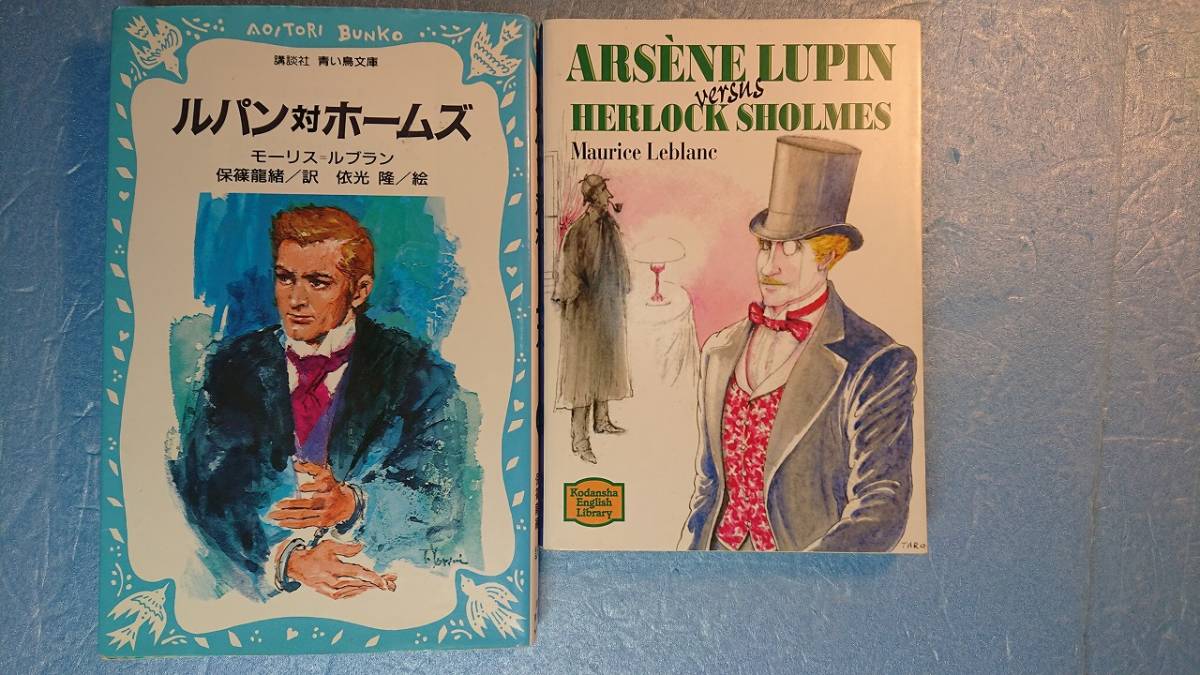 AOITORI BUNKO
講談社 青い鳥文庫
ルパン対ホームズ
モーリス=ルブラン
保篠龍緒／訳 依光 隆／絵
ARSÈNE LUPIN
versus
HERLOCK SHOLMES
Maurice Leblanc
Kodansha
English
Library
TARO